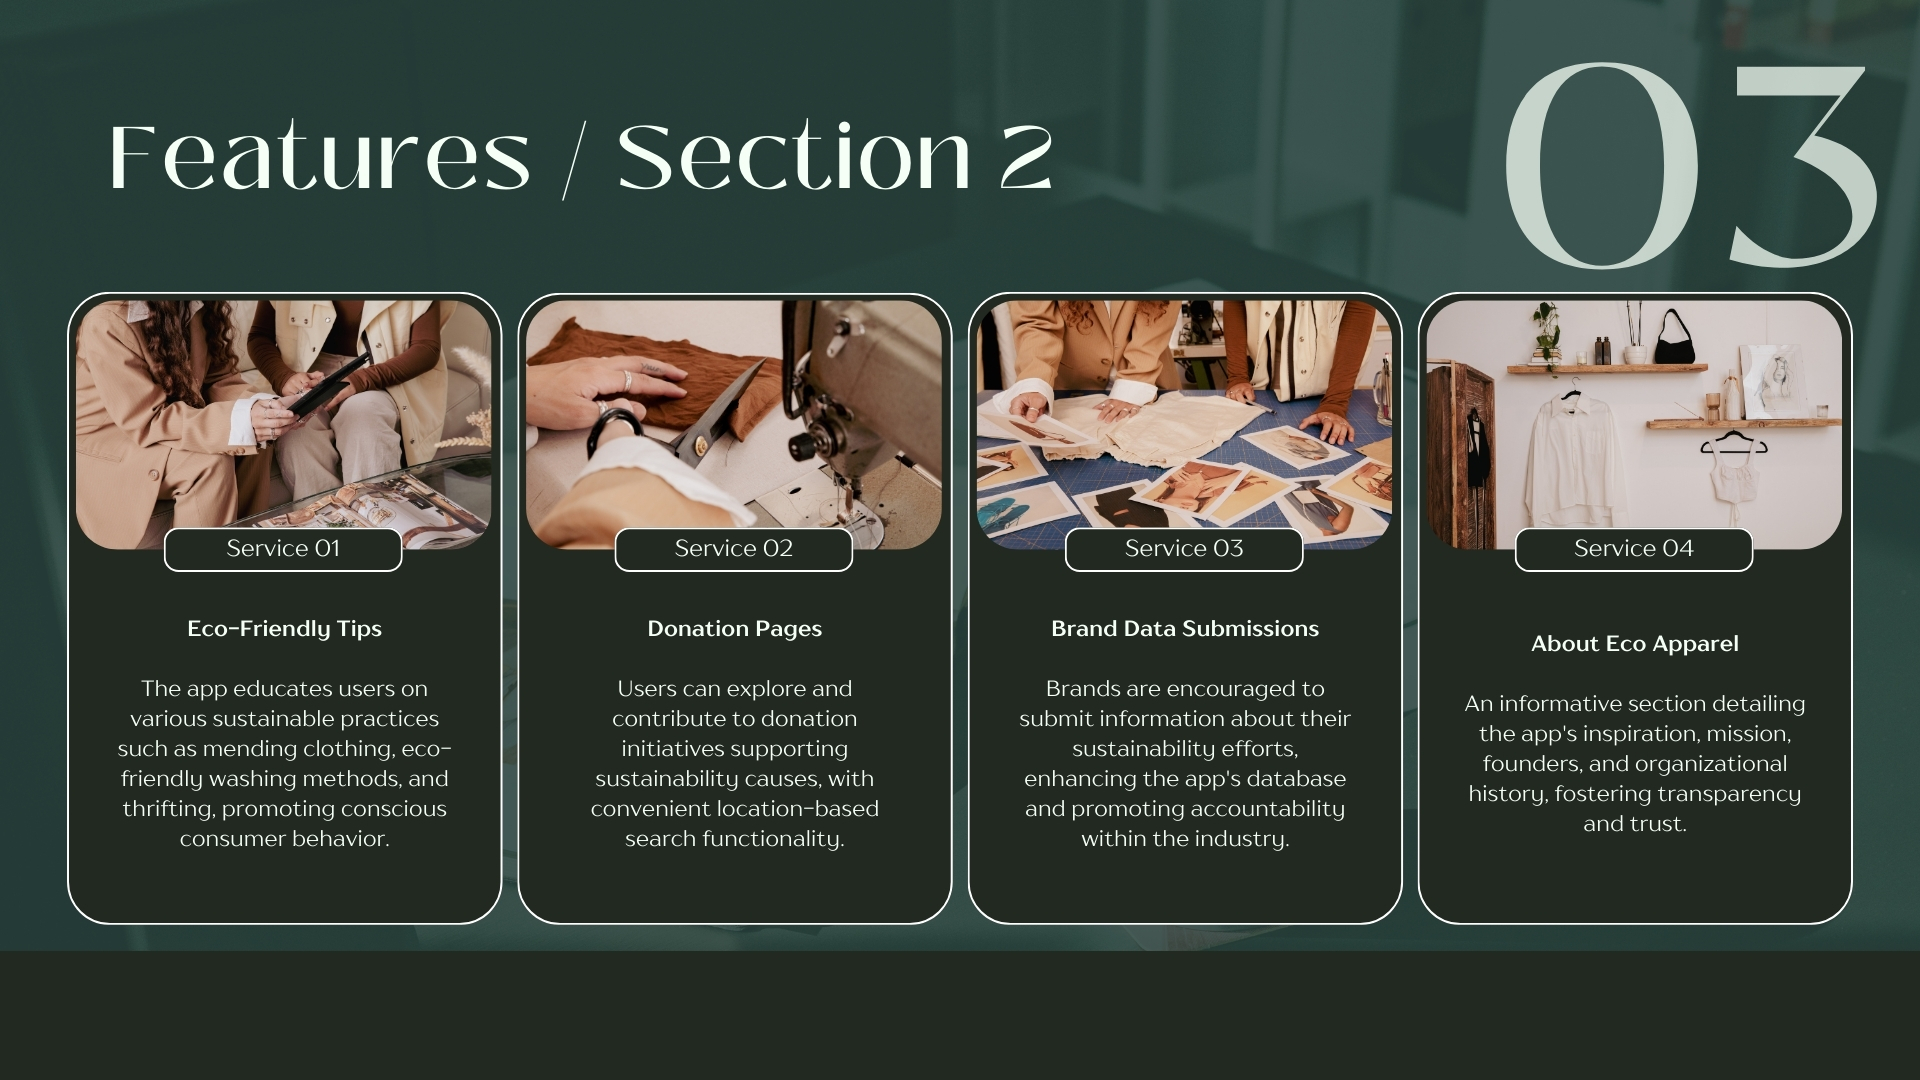 Features / Section 2
03
Service 01
Eco-Friendly Tips
The app educates users on
various sustainable practices
such as mending clothing, eco-
friendly washing methods, and
thrifting, promoting conscious
consumer behavior.
Service 02
Donation Pages
Users can explore and
contribute to donation
initiatives supporting
sustainability causes, with
convenient location-based
search functionality.
Service 03
Brand Data Submissions
Brands are encouraged to
submit information about their
sustainability efforts,
enhancing the app's database
and promoting accountability
within the industry.
Service 04
About Eco Apparel
An informative section detailing
the app's inspiration, mission,
founders, and organizational
history, fostering transparency
and trust.